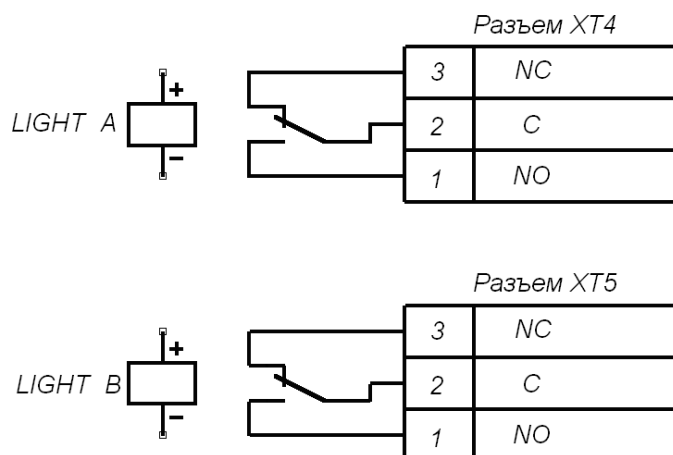 Разъем XT4
3 NC
LIGHT A + 2 C
–
1 NO
Разъем XT5
3 NC
+
LIGHT B 2 C
–
1 NO